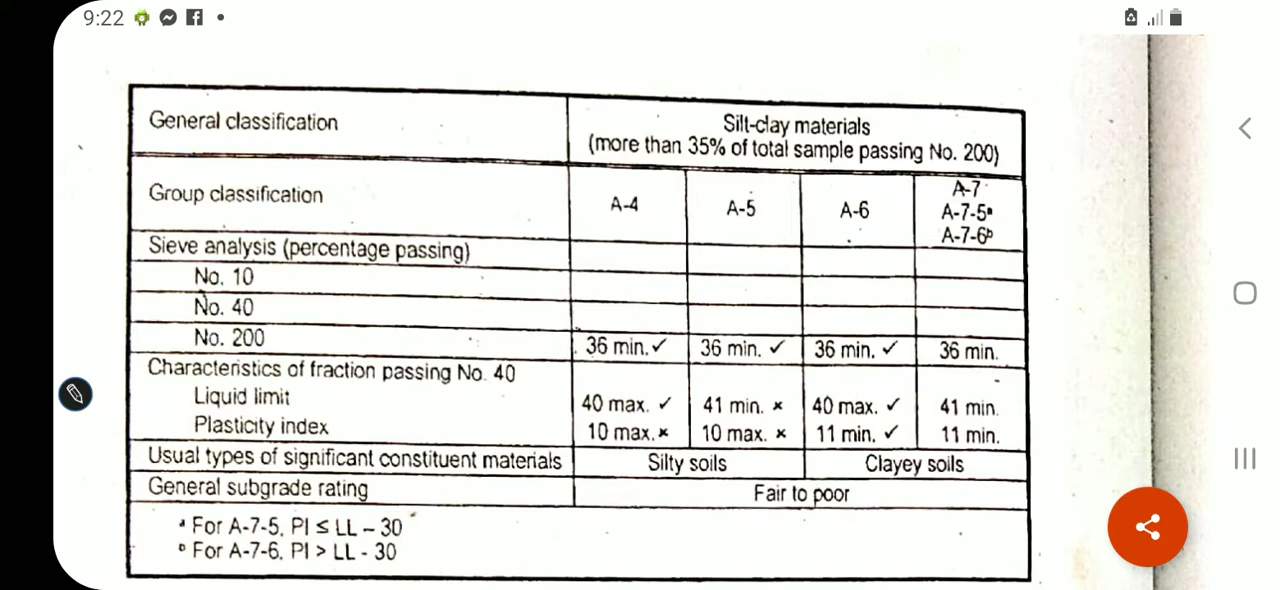 9:22
General classification
Silt-clay materials
(more than 35% of total sample passing No. 200)
Group classification
A-4
A-5
A-6
A-7
A-7-5ᵃ
A-7-6ᵇ
Sieve analysis (percentage passing)
No. 10
No. 40
No. 200 36 min. ✓ 36 min. ✓ 36 min. ✓ 36 min.
Characteristics of fraction passing No. 40
Liquid limit 40 max. ✓ 41 min. × 40 max. ✓ 41 min.
Plasticity index 10 max. × 10 max. × 11 min. ✓ 11 min.
Usual types of significant constituent materials Silty soils Clayey soils
General subgrade rating Fair to poor
ᵃ For A-7-5, PI ≤ LL – 30
ᵇ For A-7-6, PI > LL - 30